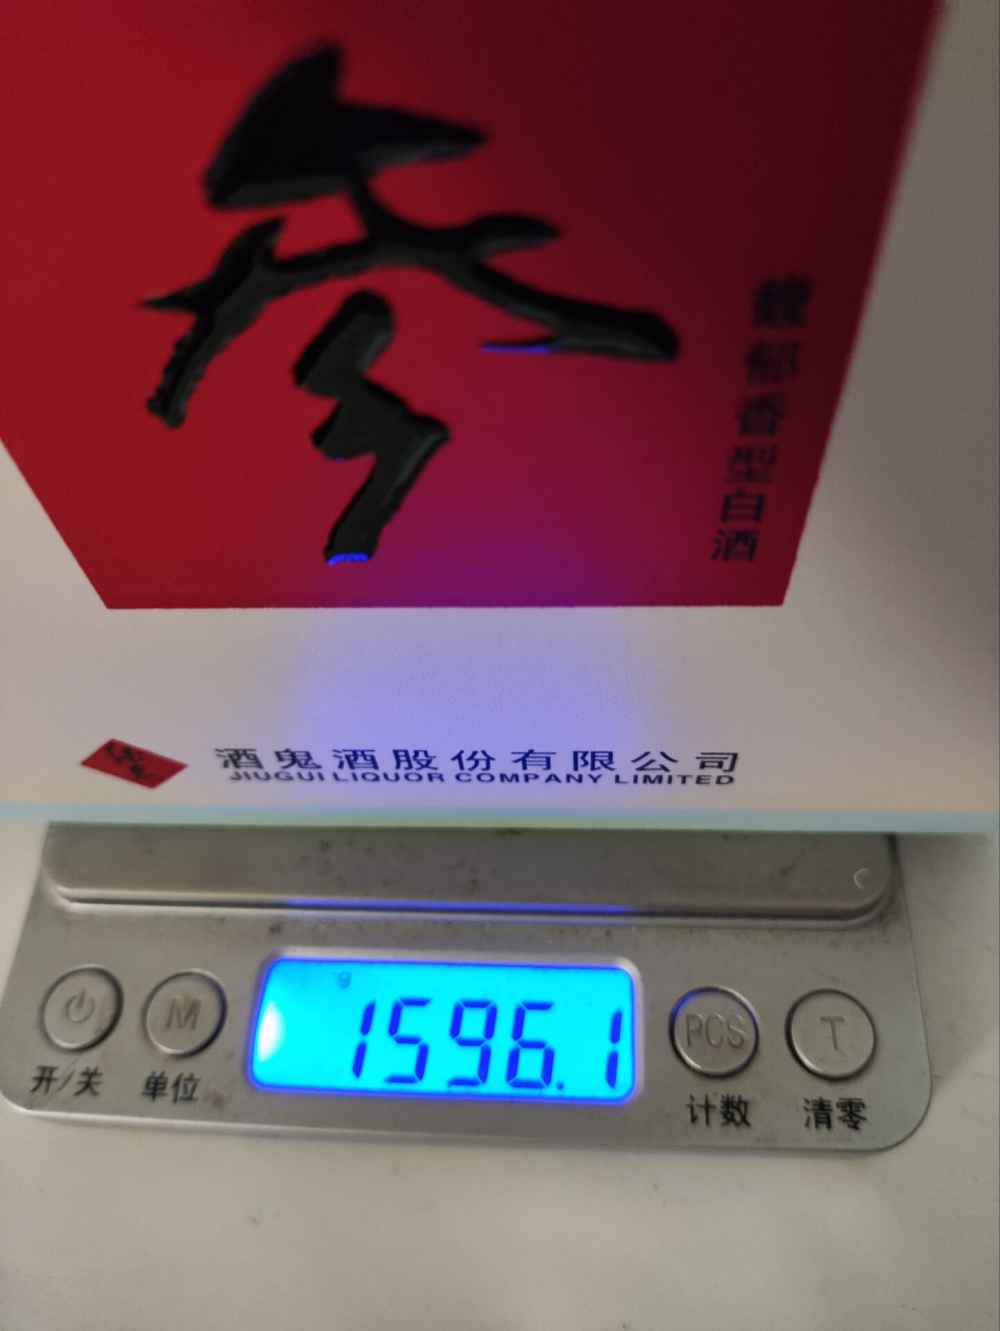 参
馥郁香型白酒
酒鬼酒股份有限公司
JIUGUI LIQUOR COMPANY LIMITED
g
1596.1
M
PCS
T
开/关
单位
计数
清零